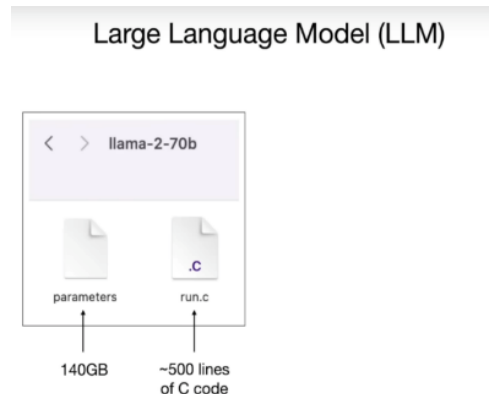 Large Language Model (LLM)
< > llama-2-70b
.C
parameters run.c
140GB ~500 lines
of C code